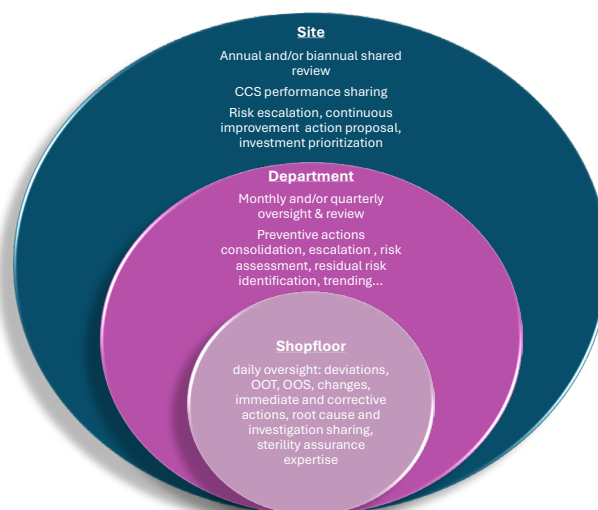 Site
Annual and/or biannual shared
review
CCS performance sharing
Risk escalation, continuous
improvement action proposal,
investment prioritization
Department
Monthly and/or quarterly
oversight & review
Preventive actions
consolidation, escalation , risk
assessment, residual risk
identification, trending...
Shopfloor
daily oversight: deviations,
OOT, OOS, changes,
immediate and corrective
actions, root cause and
investigation sharing,
sterility assurance
expertise